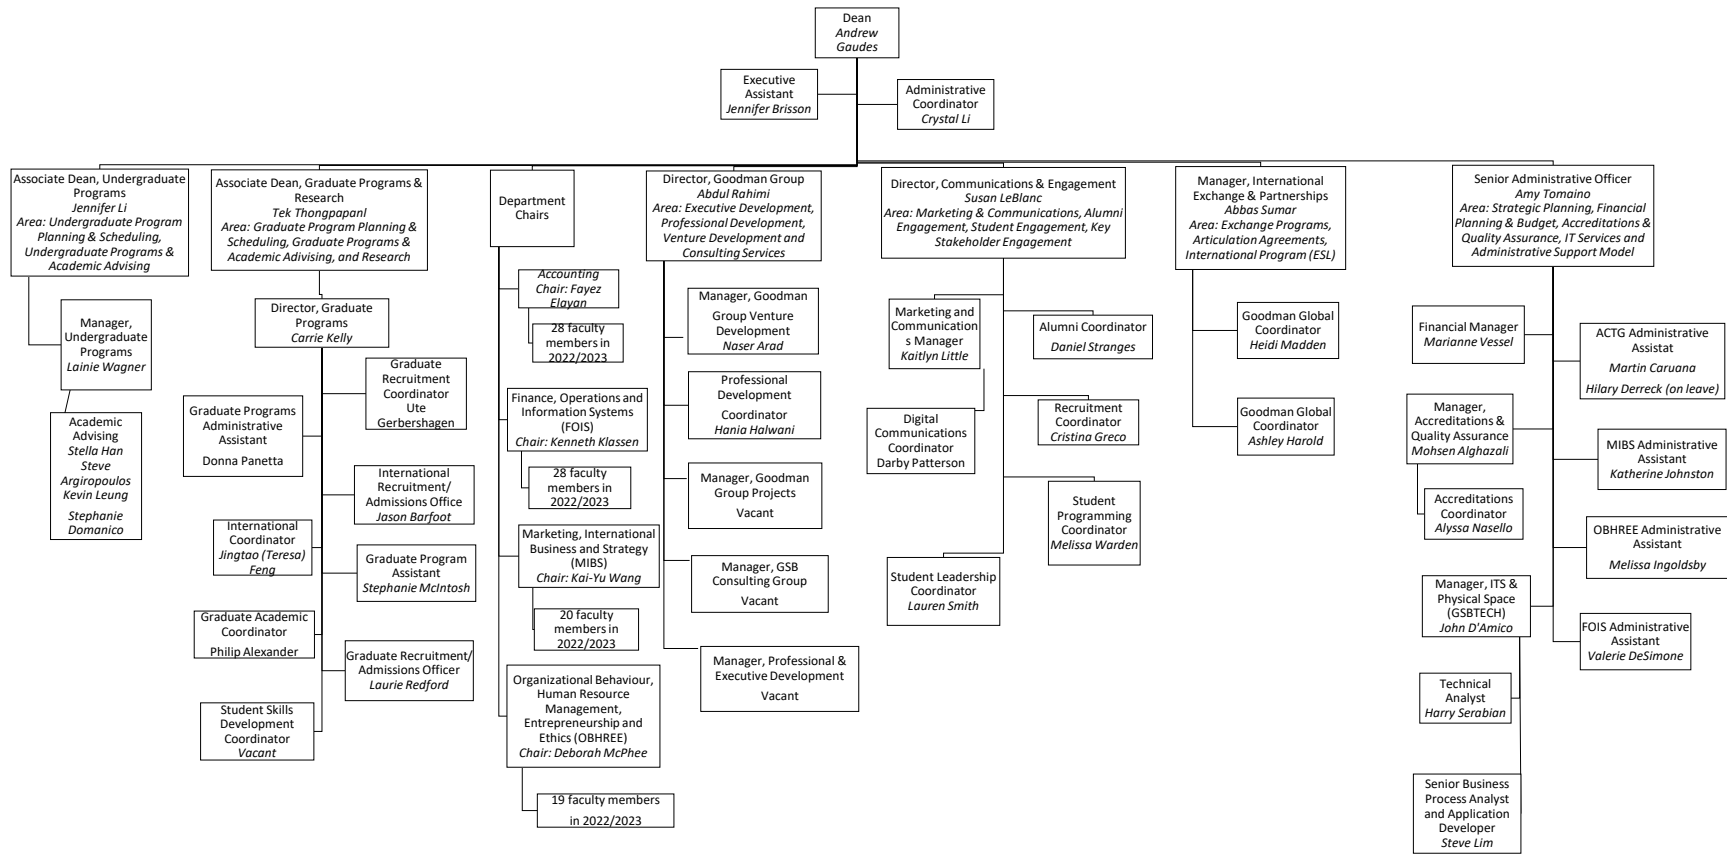 Dean
Andrew
Gaudes
Executive
Assistant
Jennifer Brisson
Administrative
Coordinator
Crystal Li
Associate Dean, Undergraduate
Programs
Jennifer Li
Area: Undergraduate Program
Planning & Scheduling,
Undergraduate Programs &
Academic Advising
Manager,
Undergraduate
Programs
Lainie Wagner
Academic
Advising
Stella Han
Steve
Argiropoulos
Kevin Leung
Stephanie
Domanico
Associate Dean, Graduate Programs &
Research
Tek Thongpapanl
Area: Graduate Program Planning &
Scheduling, Graduate Programs &
Academic Adivising, and Research
Director, Graduate
Programs
Carrie Kelly
Graduate
Recruitment
Coordinator
Ute
Gerbershagen
Graduate Programs
Administrative
Assistant
Donna Panetta
International
Recruitment/
Admissions Office
Jason Barfoot
International
Coordinator
Jingtao (Teresa)
Feng
Graduate Program
Assistant
Stephanie McIntosh
Graduate Academic
Coordinator
Philip Alexander
Graduate Recruitment/
Admissions Officer
Laurie Redford
Student Skills
Development
Coordinator
Vacant
Department
Chairs
Accounting
Chair: Fayez
Elayan
28 faculty
members in
2022/2023
Finance, Operations and
Information Systems
(FOIS)
Chair: Kenneth Klassen
28 faculty
members in
2022/2023
Marketing, International
Business and Strategy
(MIBS)
Chair: Kai-Yu Wang
20 faculty
members in
2022/2023
Organizational Behaviour,
Human Resource
Management,
Entrepreneurship and
Ethics (OBHREE)
Chair: Deborah McPhee
19 faculty members
in 2022/2023
Director, Goodman Group
Abdul Rahimi
Area: Executive Development,
Professional Development,
Venture Development and
Consulting Services
Manager, Goodman
Group Venture
Development
Naser Arad
Professional
Development
Coordinator
Hania Halwani
Manager, Goodman
Group Projects
Vacant
Manager, GSB
Consulting Group
Vacant
Manager, Professional &
Executive Development
Vacant
Director, Communications & Engagement
Susan LeBlanc
Area: Marketing & Communications, Alumni
Engagement, Student Engagement, Key
Stakeholder Engagement
Marketing and
Communication
s Manager
Kaitlyn Little
Alumni Coordinator
Daniel Stranges
Digital
Communications
Coordinator
Darby Patterson
Recruitment
Coordinator
Cristina Greco
Student
Programming
Coordinator
Melissa Warden
Student Leadership
Coordinator
Lauren Smith
Manager, International
Exchange & Partnerships
Abbas Sumar
Area: Exchange Programs,
Articulation Agreements,
International Program (ESL)
Goodman Global
Coordinator
Heidi Madden
Goodman Global
Coordinator
Ashley Harold
Senior Administrative Officer
Amy Tomaino
Area: Strategic Planning, Financial
Planning & Budget, Accreditations &
Quality Assurance, IT Services and
Administrative Support Model
Financial Manager
Marianne Vessel
ACTG Administrative
Assistat
Martin Caruana
Hilary Derreck (on leave)
Manager,
Accreditations &
Quality Assurance
Mohsen Alghazali
MIBS Administrative
Assistant
Katherine Johnston
Accreditations
Coordinator
Alyssa Nasello
OBHREE Administrative
Assistant
Melissa Ingoldsby
Manager, ITS &
Physical Space
(GSBTECH)
John D'Amico
FOIS Administrative
Assistant
Valerie DeSimone
Technical
Analyst
Harry Serabian
Senior Business
Process Analyst
and Application
Developer
Steve Lim